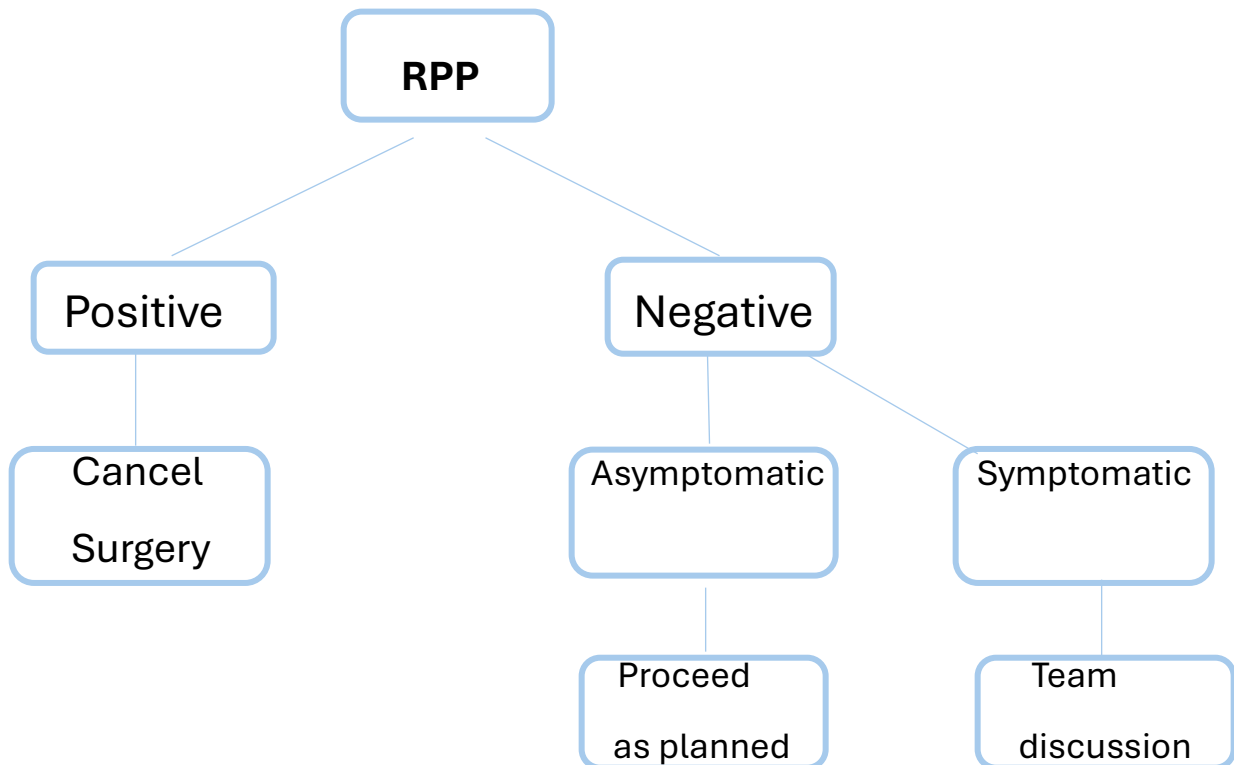 RPP
Positive
Negative
Cancel
Surgery
Asymptomatic
Symptomatic
Proceed
as planned
Team
discussion